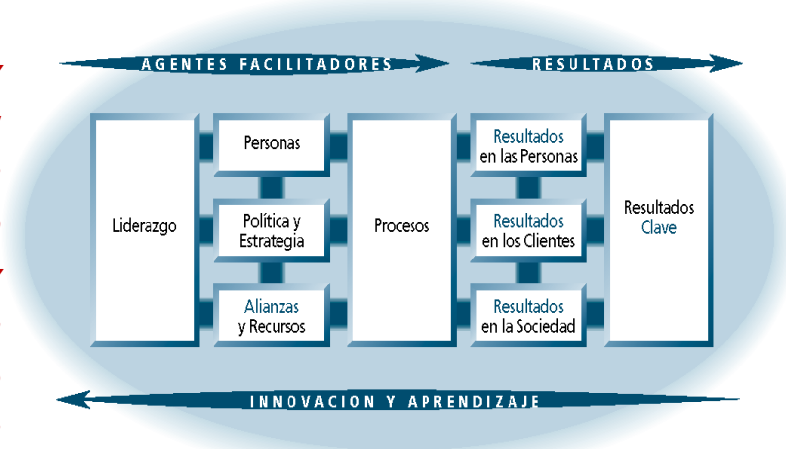 AGENTES FACILITADORES
RESULTADOS
Liderazgo
Personas
Política y
Estrategia
Alianzas
y Recursos
Procesos
Resultados
en las Personas
Resultados
en los Clientes
Resultados
en la Sociedad
Resultados
Clave
INNOVACION Y APRENDIZAJE